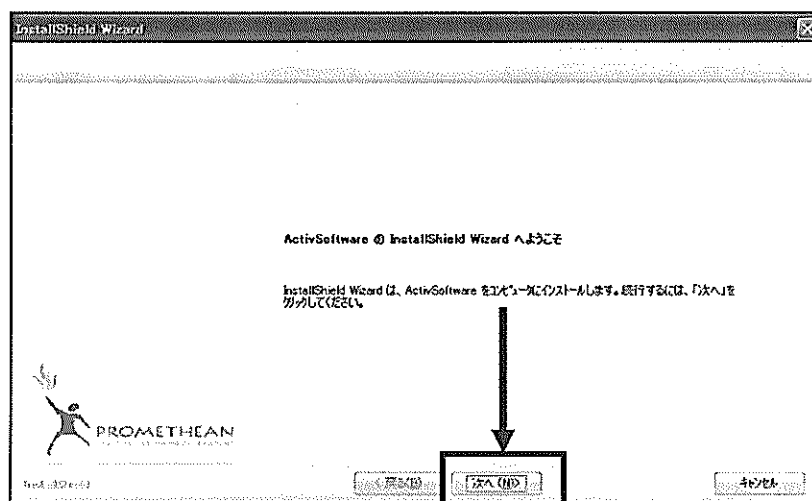 InstallShield Wizard
ActivSoftware の InstallShield Wizard へようこそ
InstallShield Wizard は、ActivSoftware をコンピュータにインストールします。続行するには、「次へ」を
クリックしてください。
PROMETHEAN
次へ (N)>
キャンセル